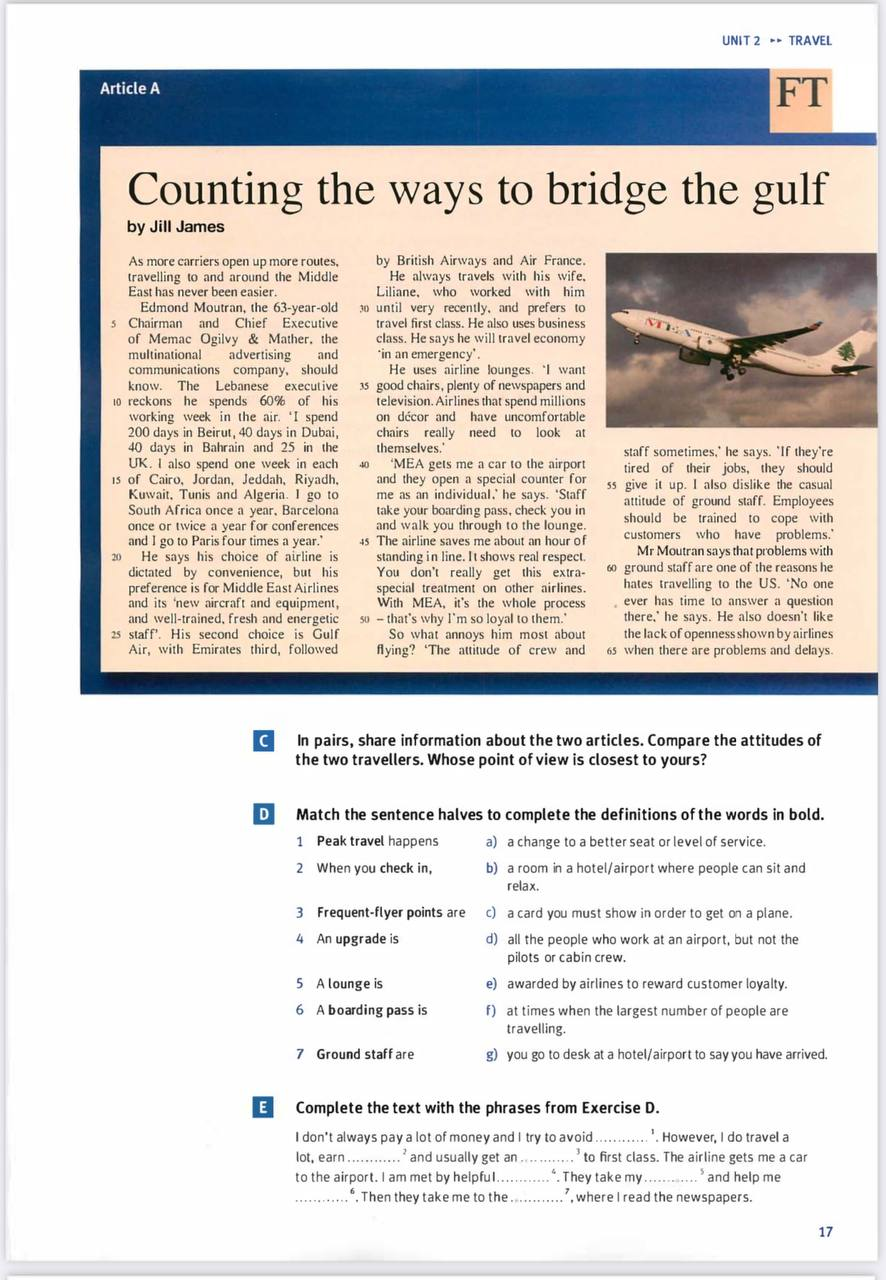 UNIT 2 ►► TRAVEL
Article A
FT
Counting the ways to bridge the gulf
by Jill James
As more carriers open up more routes,
travelling to and around the Middle
East has never been easier.
Edmond Moutran, the 63-year-old
5 Chairman and Chief Executive
of Memac Ogilvy & Mather, the
multinational advertising and
communications company, should
know. The Lebanese executive
10 reckons he spends 60% of his
working week in the air. 'I spend
200 days in Beirut, 40 days in Dubai,
40 days in Bahrain and 25 in the
UK. I also spend one week in each
15 of Cairo, Jordan, Jeddah, Riyadh,
Kuwait, Tunis and Algeria. I go to
South Africa once a year, Barcelona
once or twice a year for conferences
and I go to Paris four times a year.'
20 He says his choice of airline is
dictated by convenience, but his
preference is for Middle East Airlines
and its 'new aircraft and equipment,
and well-trained, fresh and energetic
25 staff'. His second choice is Gulf
Air, with Emirates third, followed
by British Airways and Air France.
He always travels with his wife,
Liliane, who worked with him
30 until very recently, and prefers to
travel first class. He also uses business
class. He says he will travel economy
'in an emergency'.
He uses airline lounges. 'I want
35 good chairs, plenty of newspapers and
television. Airlines that spend millions
on décor and have uncomfortable
chairs really need to look at
themselves.'
40 'MEA gets me a car to the airport
and they open a special counter for
me as an individual,' he says. 'Staff
take your boarding pass, check you in
and walk you through to the lounge.
45 The airline saves me about an hour of
standing in line. It shows real respect.
You don't really get this extra-
special treatment on other airlines.
With MEA, it's the whole process
50 – that's why I'm so loyal to them.'
So what annoys him most about
flying? 'The attitude of crew and
MEA
staff sometimes,' he says. 'If they're
tired of their jobs, they should
55 give it up. I also dislike the casual
attitude of ground staff. Employees
should be trained to cope with
customers who have problems.'
Mr Moutran says that problems with
60 ground staff are one of the reasons he
hates travelling to the US. 'No one
ever has time to answer a question
there,' he says. He also doesn't like
the lack of openness shown by airlines
65 when there are problems and delays.
C In pairs, share information about the two articles. Compare the attitudes of
the two travellers. Whose point of view is closest to yours?
D Match the sentence halves to complete the definitions of the words in bold.
1 Peak travel happens a) a change to a better seat or level of service.
2 When you check in, b) a room in a hotel/airport where people can sit and
relax.
3 Frequent-flyer points are c) a card you must show in order to get on a plane.
4 An upgrade is d) all the people who work at an airport, but not the
pilots or cabin crew.
5 A lounge is e) awarded by airlines to reward customer loyalty.
6 A boarding pass is f) at times when the largest number of people are
travelling.
7 Ground staff are g) you go to desk at a hotel/airport to say you have arrived.
E Complete the text with the phrases from Exercise D.
I don't always pay a lot of money and I try to avoid ............ ¹. However, I do travel a
lot, earn ............ ² and usually get an ............ ³ to first class. The airline gets me a car
to the airport. I am met by helpful ............ ⁴. They take my ............ ⁵ and help me
............ ⁶. Then they take me to the ............ ⁷, where I read the newspapers.
17